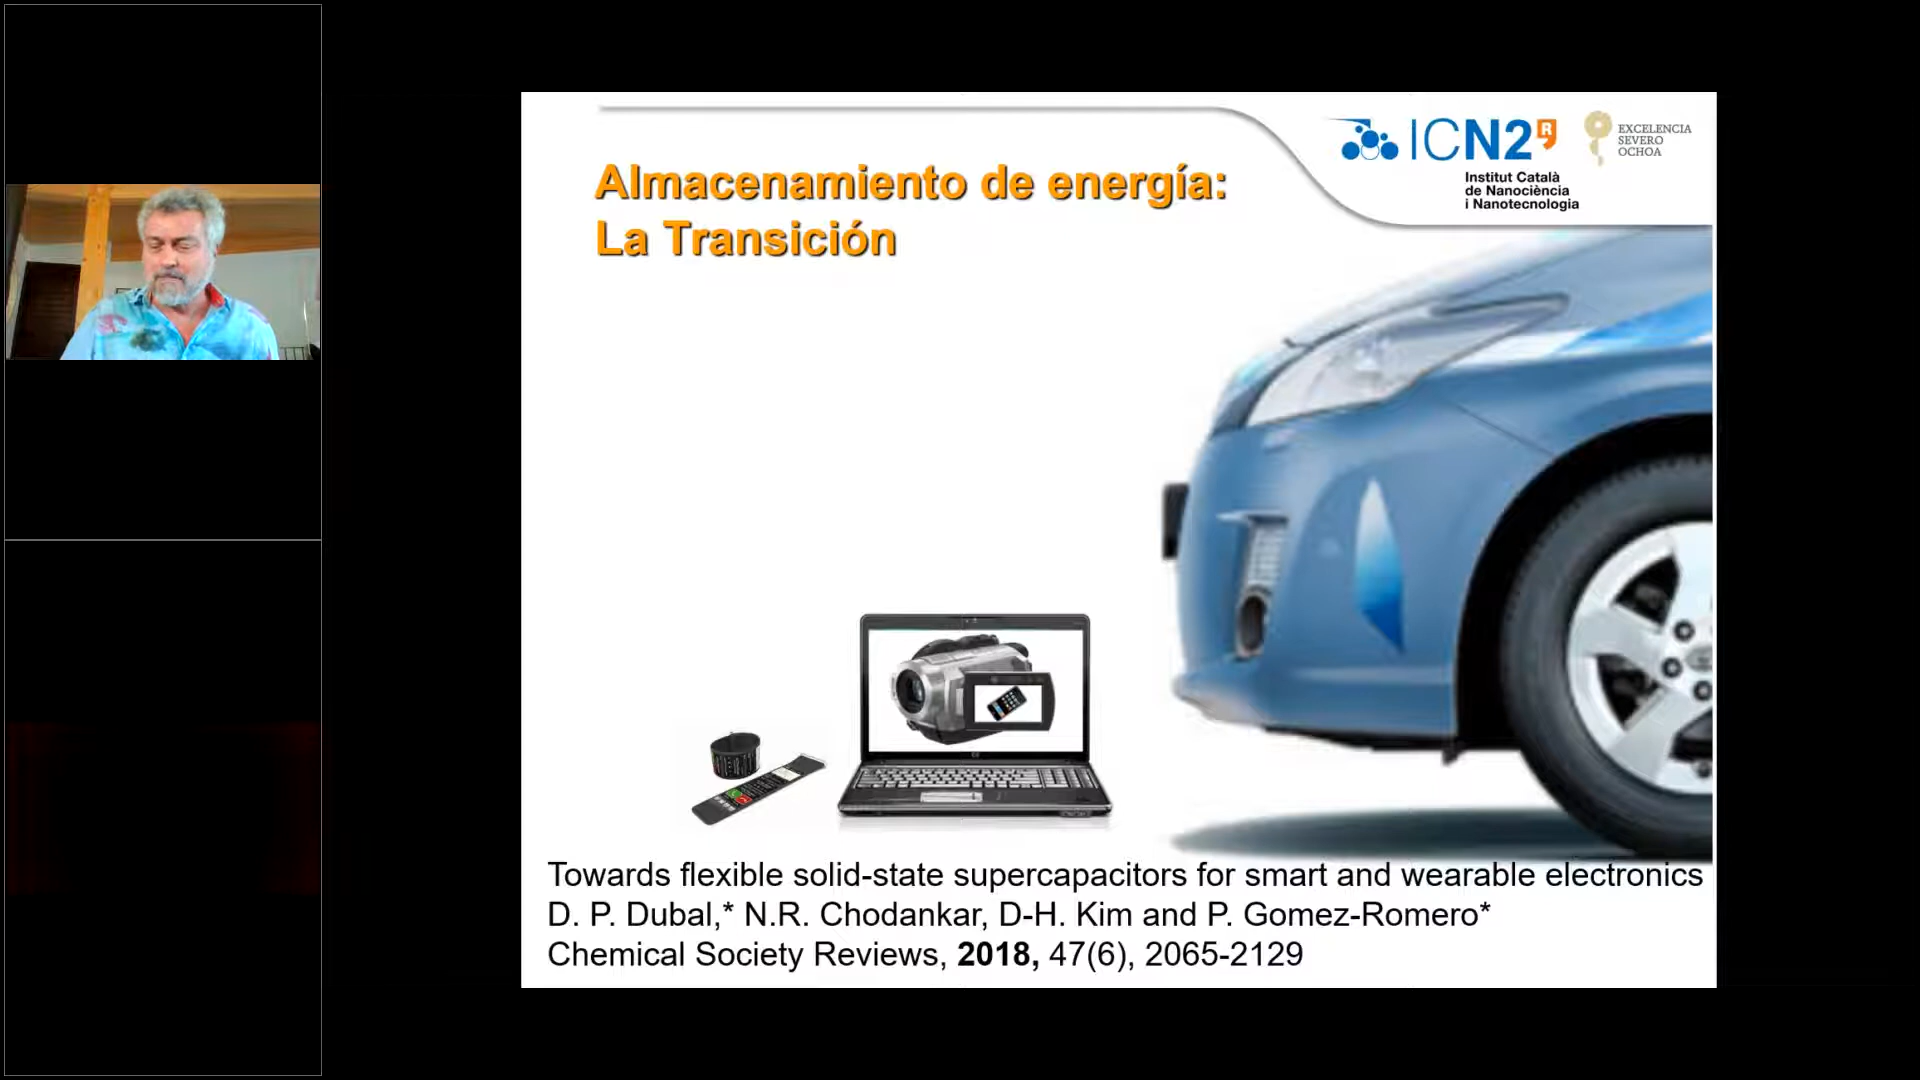 Almacenamiento de energía:
La Transición
ICN2
R
Institut Català
de Nanociència
i Nanotecnologia
EXCELENCIA
SEVERO
OCHOA
Towards flexible solid-state supercapacitors for smart and wearable electronics
D. P. Dubal,* N.R. Chodankar, D-H. Kim and P. Gomez-Romero*
Chemical Society Reviews, 2018, 47(6), 2065-2129